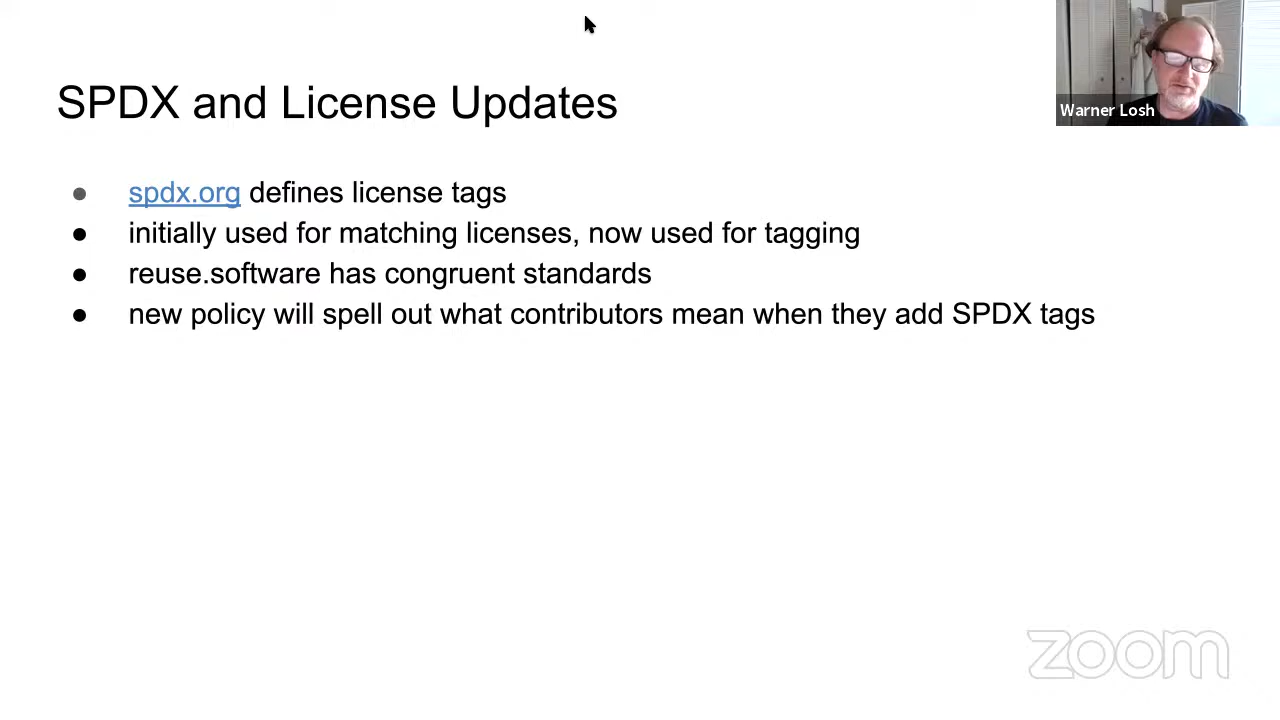 SPDX and License Updates
Warner Losh
● spdx.org defines license tags
● initially used for matching licenses, now used for tagging
● reuse.software has congruent standards
● new policy will spell out what contributors mean when they add SPDX tags
zoom